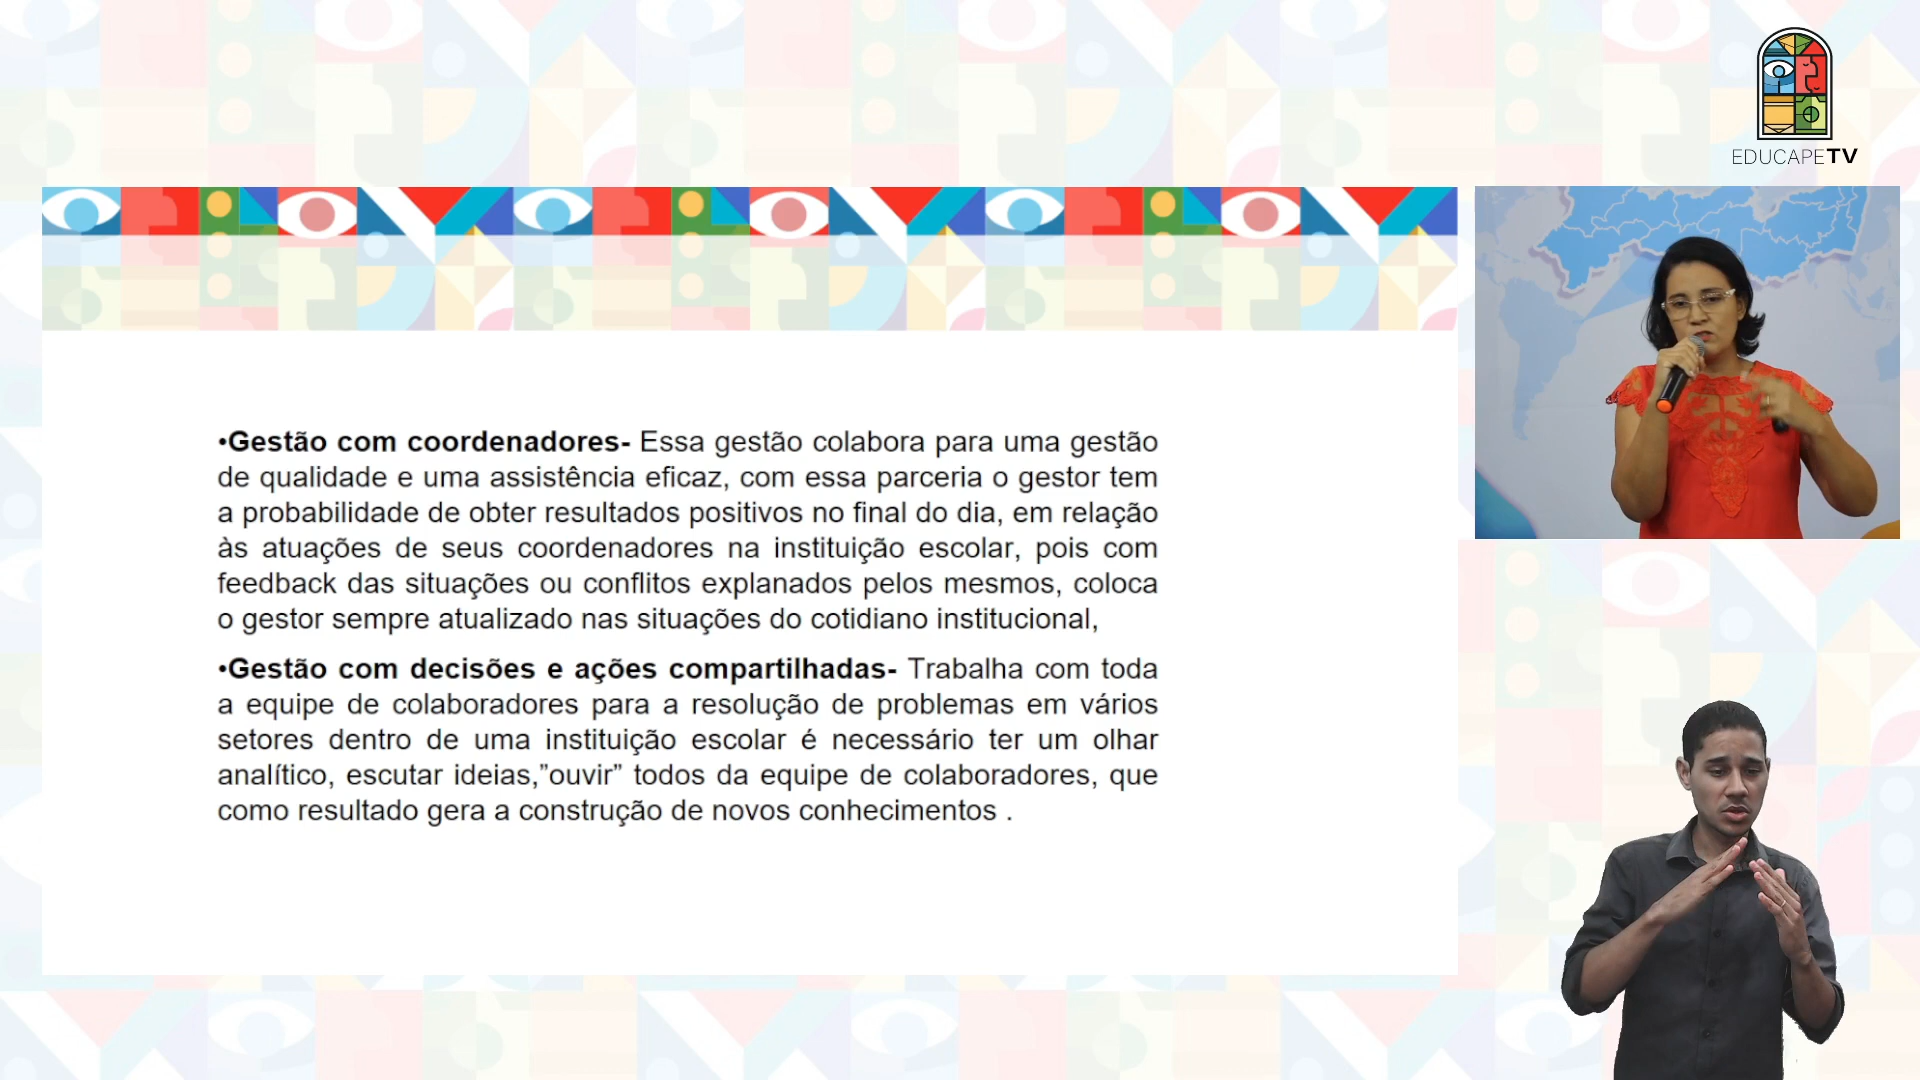 EDUCAPETV
•Gestão com coordenadores- Essa gestão colabora para uma gestão
de qualidade e uma assistência eficaz, com essa parceria o gestor tem
a probabilidade de obter resultados positivos no final do dia, em relação
às atuações de seus coordenadores na instituição escolar, pois com
feedback das situações ou conflitos explanados pelos mesmos, coloca
o gestor sempre atualizado nas situações do cotidiano institucional,
•Gestão com decisões e ações compartilhadas- Trabalha com toda
a equipe de colaboradores para a resolução de problemas em vários
setores dentro de uma instituição escolar é necessário ter um olhar
analítico, escutar ideias,”ouvir” todos da equipe de colaboradores, que
como resultado gera a construção de novos conhecimentos .